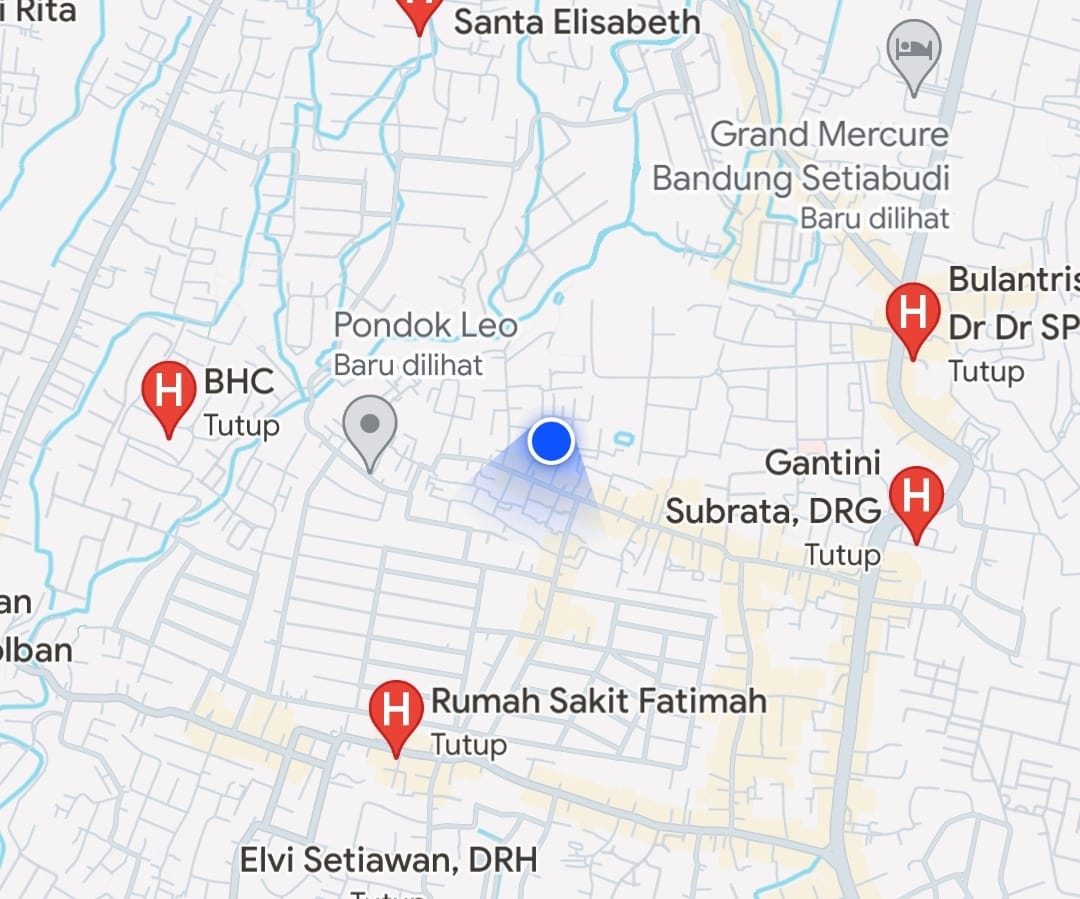 i Rita
Santa Elisabeth
Grand Mercure
Bandung Setiabudi
Baru dilihat
Bulantris
Dr Dr SP
Tutup
Pondok Leo
Baru dilihat
BHC
Tutup
Gantini
Subrata, DRG
Tutup
an
olban
Rumah Sakit Fatimah
Tutup
Elvi Setiawan, DRH
Tutup
H
H
H
H
H